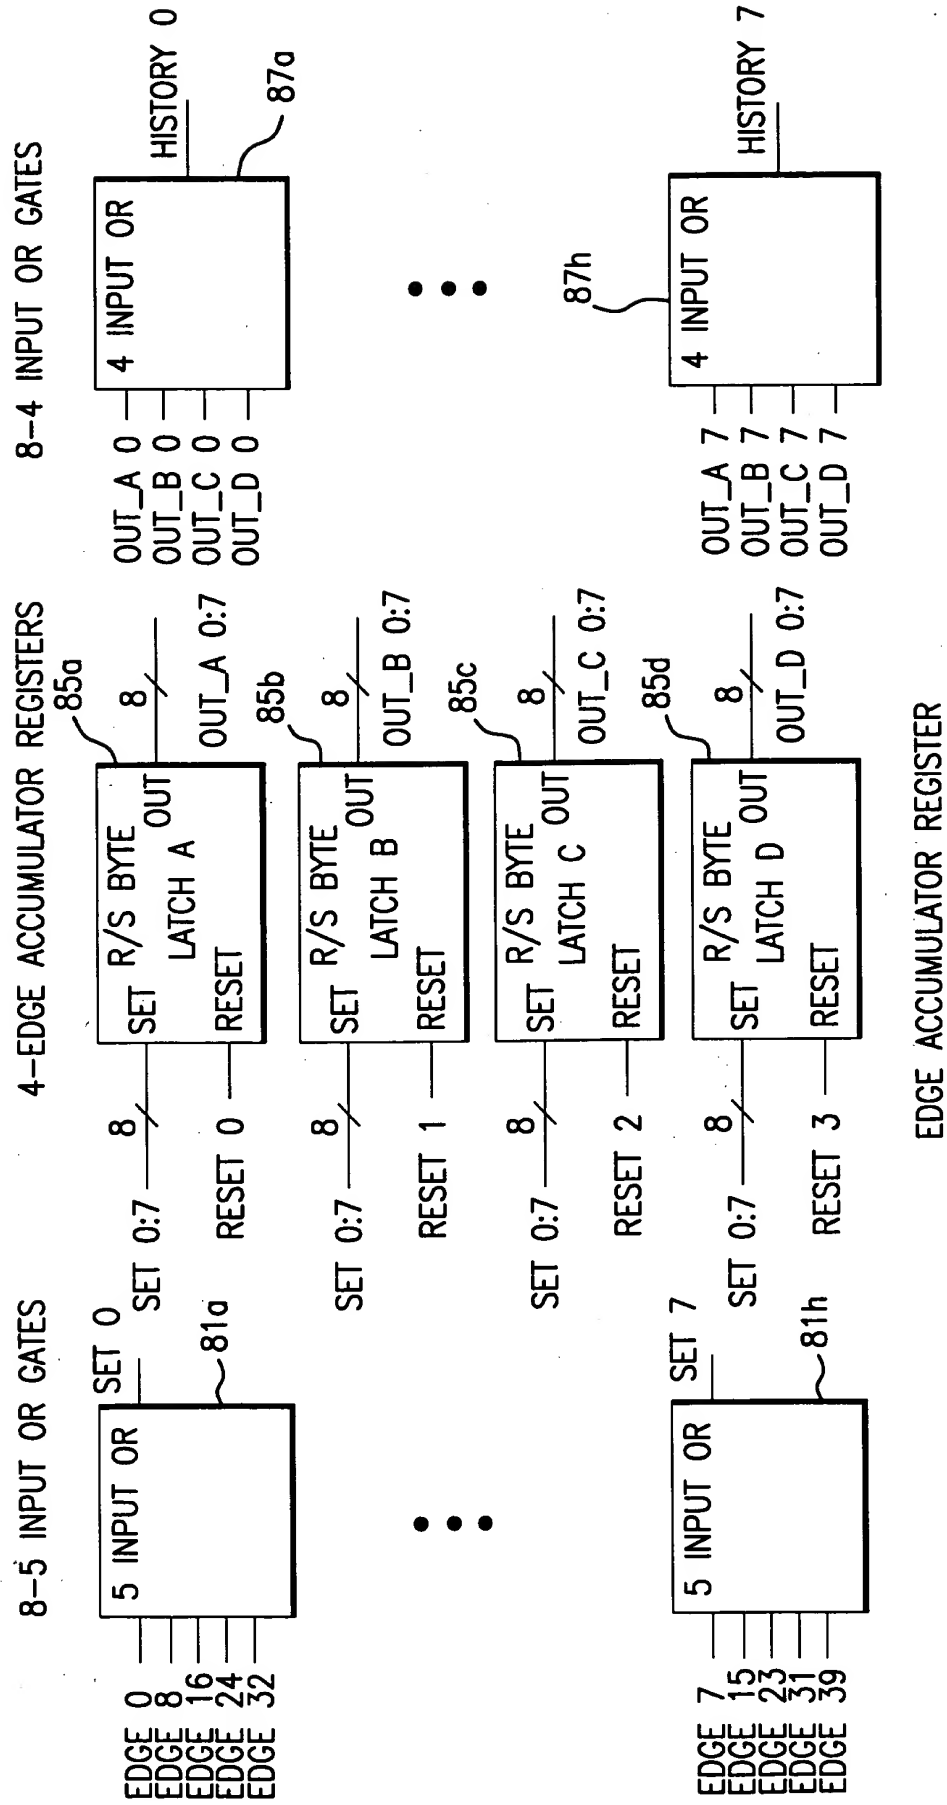 8-5 INPUT OR GATES
4-EDGE ACCUMULATOR REGISTERS
8-4 INPUT OR GATES
EDGE 0
EDGE 8
EDGE 16
EDGE 24
EDGE 32
5 INPUT OR
SET 0
81a
EDGE 7
EDGE 15
EDGE 23
EDGE 31
EDGE 39
5 INPUT OR
SET 7
81h
SET 0:7
8
RESET 0
SET
RESET
R/S BYTE
LATCH A
OUT
85a
8
OUT_A 0:7
SET 0:7
8
RESET 1
SET
RESET
R/S BYTE
LATCH B
OUT
85b
8
OUT_B 0:7
SET 0:7
8
RESET 2
SET
RESET
R/S BYTE
LATCH C
OUT
85c
8
OUT_C 0:7
SET 0:7
8
RESET 3
SET
RESET
R/S BYTE
LATCH D
OUT
85d
8
OUT_D 0:7
OUT_A 0
OUT_B 0
OUT_C 0
OUT_D 0
4 INPUT OR
HISTORY 0
87a
OUT_A 7
OUT_B 7
OUT_C 7
OUT_D 7
4 INPUT OR
87h
HISTORY 7
EDGE ACCUMULATOR REGISTER